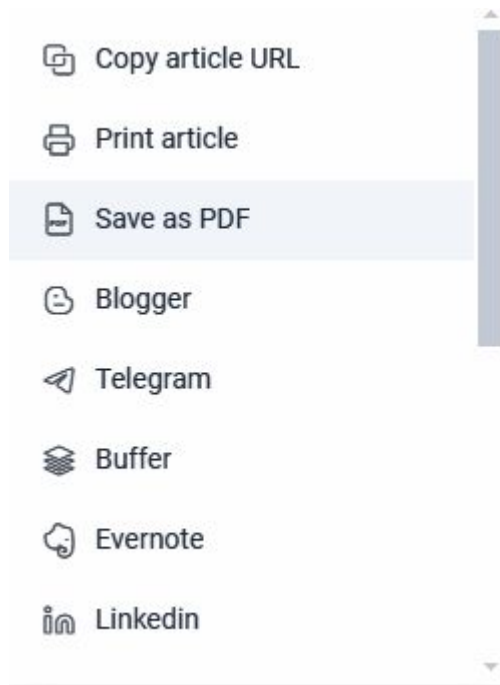 Copy article URL
Print article
Save as PDF
Blogger
Telegram
Buffer
Evernote
Linkedin